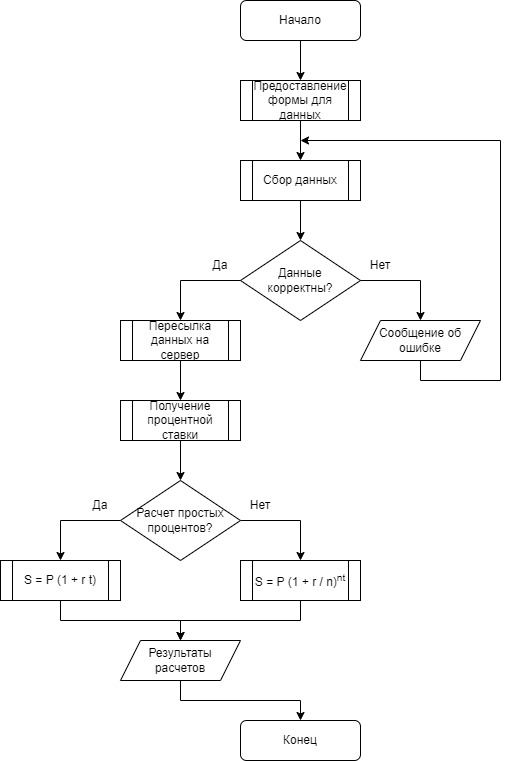 Начало
Предоставление
формы для
данных
Сбор данных
Да
Данные
корректны?
Нет
Пересылка
данных на
сервер
Сообщение об
ошибке
Получение
процентной
ставки
Да
Расчет простых
процентов?
Нет
S = P (1 + r t)
S = P (1 + r / n)ⁿᵗ
Результаты
расчетов
Конец